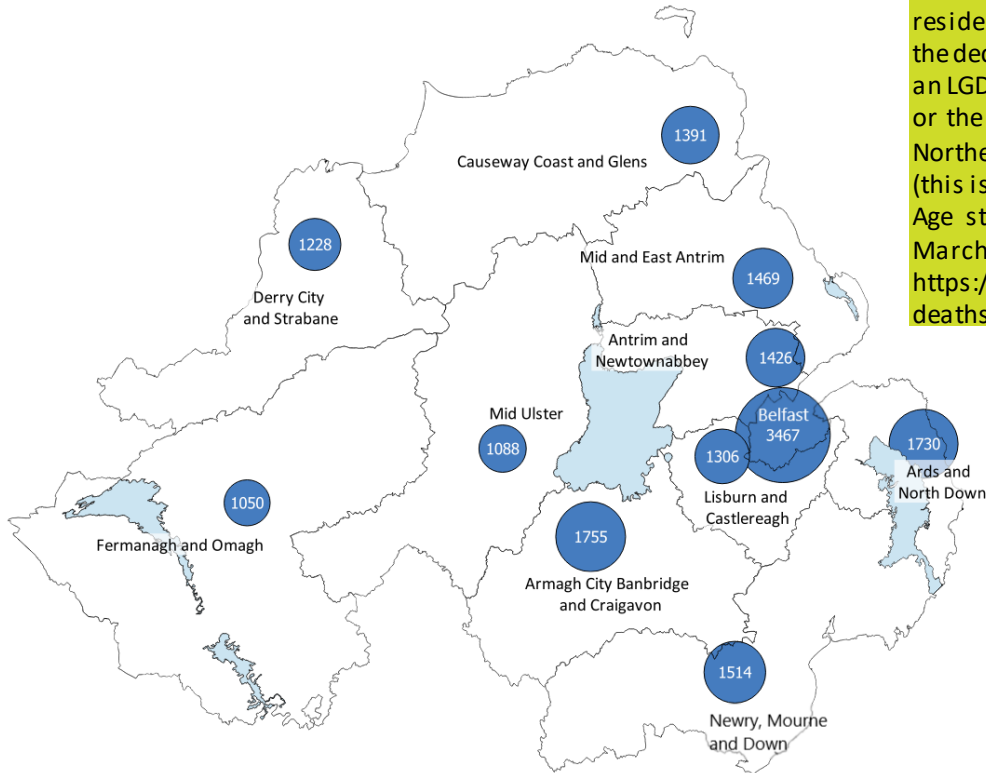 reside
the dec
an LGD
or the
Northe
(this is
Age st
March
https:/
deaths
1391
Causeway Coast and Glens
1228
Derry City
and Strabane
Mid and East Antrim
1469
Antrim and
Newtownabbey
1426
Mid Ulster
1088
Belfast
3467
1306
Lisburn and
Castlereagh
1730
Ards and
North Down
1050
Fermanagh and Omagh
1755
Armagh City Banbridge
and Craigavon
1514
Newry, Mourne
and Down